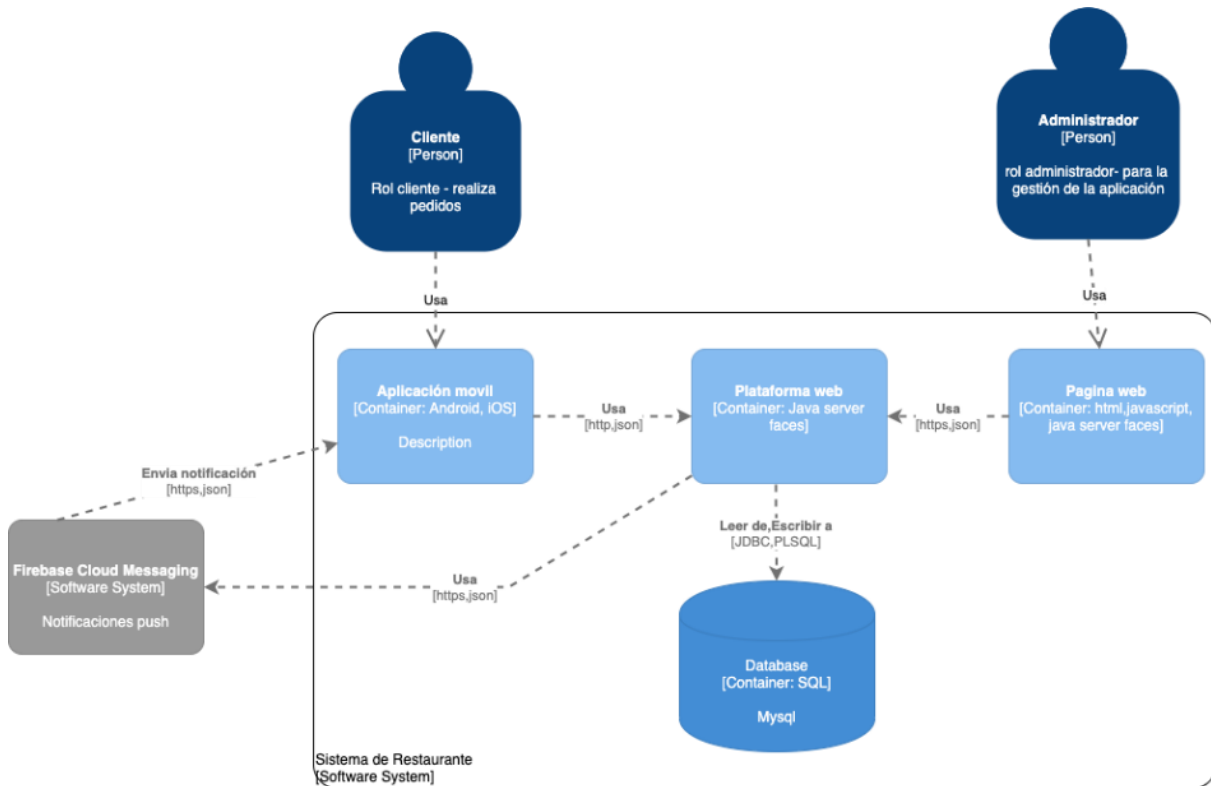 Cliente
[Person]
Rol cliente - realiza
pedidos
Administrador
[Person]
rol administrador- para la
gestión de la aplicación
Usa
Usa
Aplicación movil
[Container: Android, iOS]
Description
Usa
[http,json]
Plataforma web
[Container: Java server
faces]
Usa
[https,json]
Pagina web
[Container: html,javascript,
java server faces]
Envia notificación
[https,json]
Leer de,Escribir a
[JDBC,PLSQL]
Firebase Cloud Messaging
[Software System]
Notificaciones push
Usa
[https,json]
Database
[Container: SQL]
Mysql
Sistema de Restaurante
[Software System]